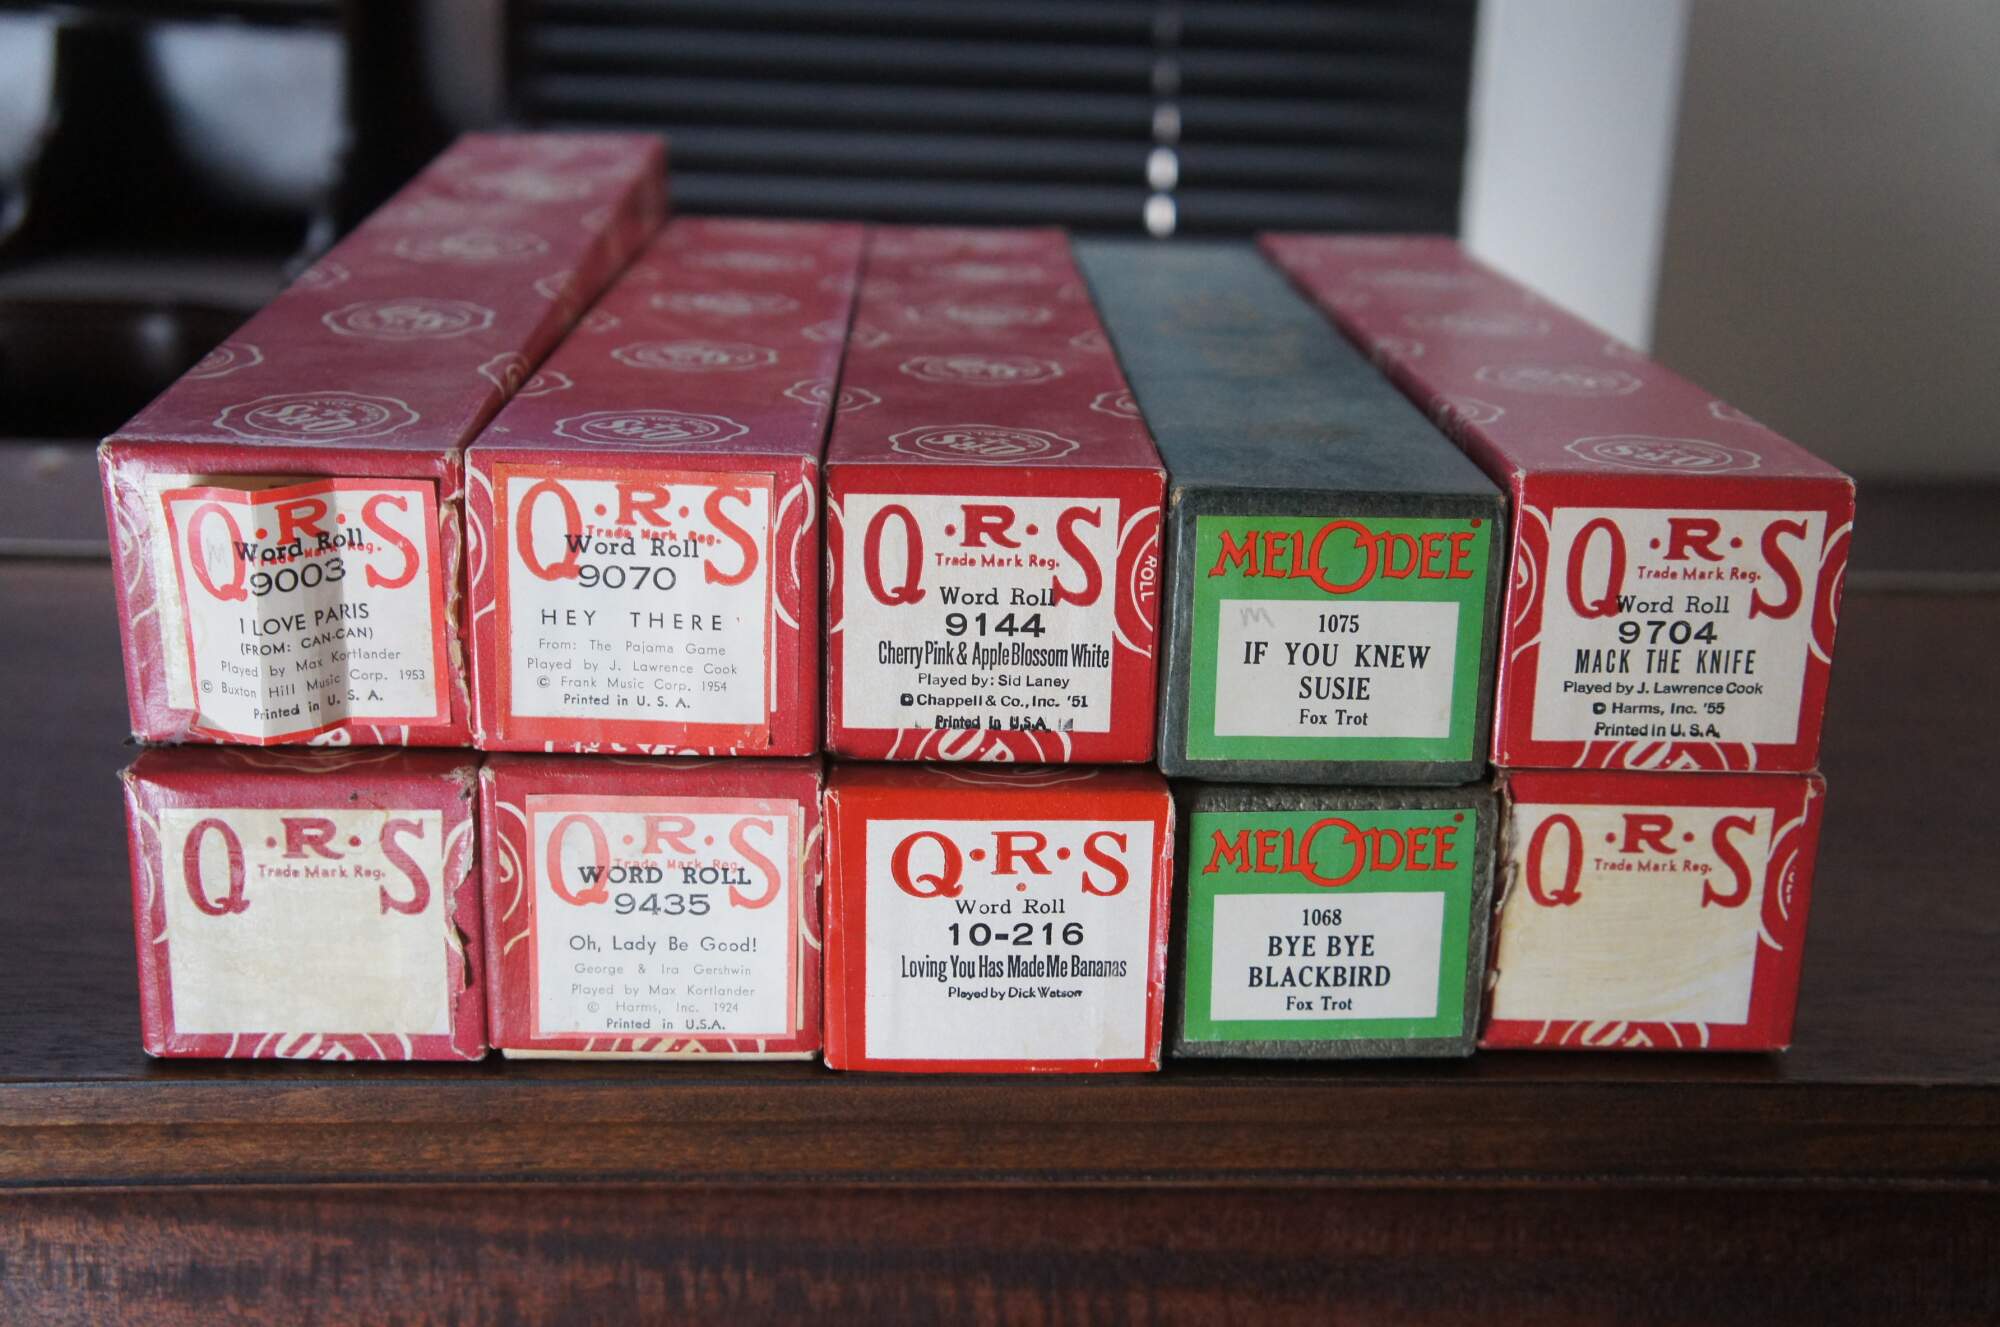 Q·R·S
Trade Mark Reg.
Word Roll
9003
I LOVE PARIS
(FROM: CAN-CAN)
Played by Max Kortlander
© Buxton Hill Music Corp. 1953
Printed in U. S. A.
Q·R·S
Trade Mark Reg.
Word Roll
9070
HEY THERE
From: The Pajama Game
Played by J. Lawrence Cook
© Frank Music Corp. 1954
Printed in U. S. A.
Q·R·S
Trade Mark Reg.
Word Roll
9144
Cherry Pink & Apple Blossom White
Played by: Sid Laney
© Chappell & Co., Inc. '51
Printed in U.S.A.
ROLL
MELODEE
M
1075
IF YOU KNEW
SUSIE
Fox Trot
Q·R·S
Trade Mark Reg.
Word Roll
9704
MACK THE KNIFE
Played by J. Lawrence Cook
© Harms, Inc. '55
Printed in U. S. A.
Q·R·S
Trade Mark Reg.
Q·R·S
Trade Mark Reg.
WORD ROLL
9435
Oh, Lady Be Good!
George & Ira Gershwin
Played by Max Kortlander
© Harms, Inc. 1924
Printed in U.S.A.
Q·R·S
Word Roll
10-216
Loving You Has Made Me Bananas
Played by Dick Watson
MELODEE
1068
BYE BYE
BLACKBIRD
Fox Trot
Q·R·S
Trade Mark Reg.